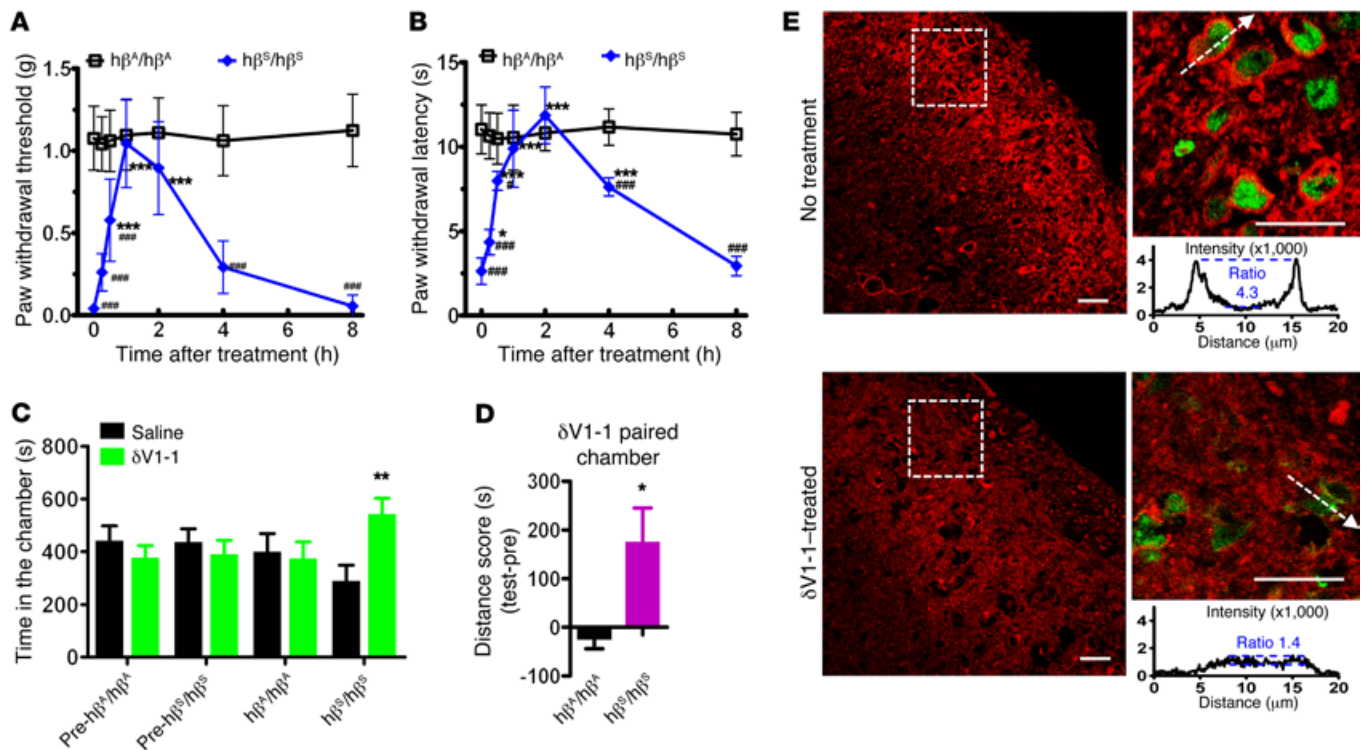 A
hβᴬ/hβᴬ
hβˢ/hβˢ
Paw withdrawal threshold (g)
1.5
1.0
0.5
0.0
***
***
***
###
###
###
###
###
0 2 4 6 8
Time after treatment (h)
B
hβᴬ/hβᴬ
hβˢ/hβˢ
Paw withdrawal latency (s)
15
10
5
0
***
***
***
#
***
###
*
###
###
###
0 2 4 6 8
Time after treatment (h)
C
Saline
δV1-1
Time in the chamber (s)
800
600
400
200
0
**
Pre-hβᴬ/hβᴬ
Pre-hβˢ/hβˢ
hβᴬ/hβᴬ
hβˢ/hβˢ
D
δV1-1 paired
chamber
Distance score (s)
(test-pre)
300
200
100
0
-100
*
hβᴬ/hβᴬ
hβˢ/hβˢ
E
No treatment
Intensity (x1,000)
4
2
0
Ratio
4.3
0 5 10 15 20
Distance (μm)
δV1-1–treated
Intensity (x1,000)
4
2
0
Ratio 1.4
0 5 10 15 20
Distance (μm)